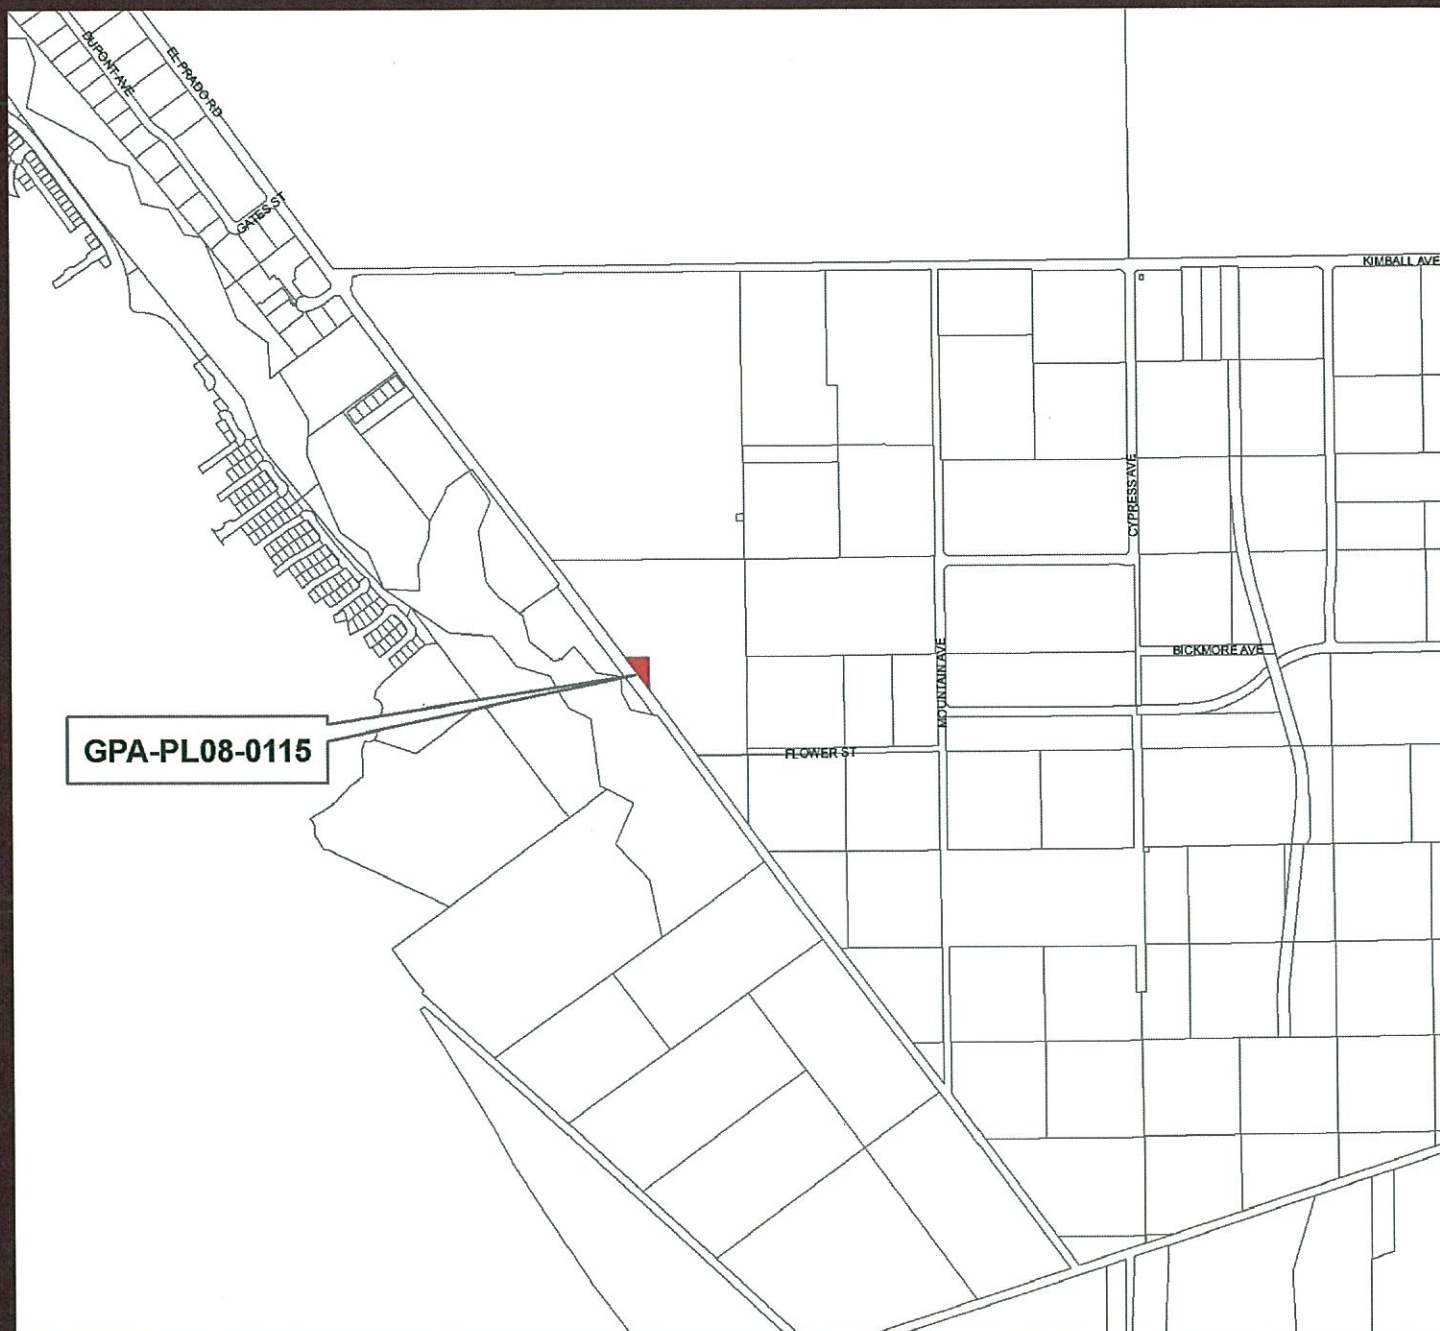 DUPONT AVE
EL PRADO RD
GATES ST
KIMBALL AVE
CYPRESS AVE
MOUNTAIN AVE
BICKMORE AVE
GPA-PL08-0115
FLOWER ST